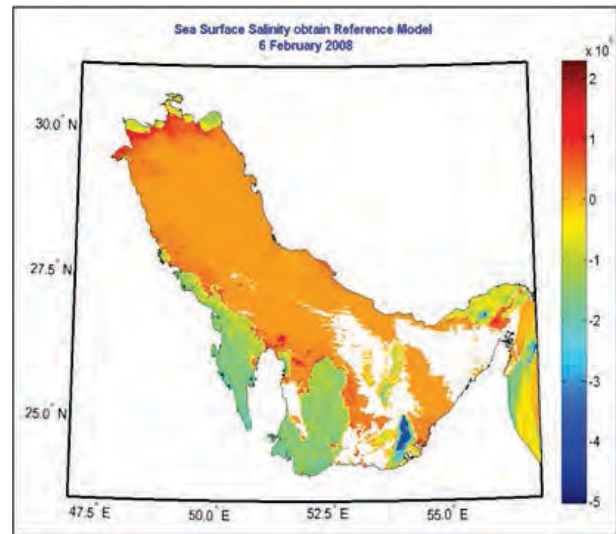 Sea Surface Salinity obtain Reference Model
6 February 2008
x 10
2
1
0
-1
-2
-3
-4
-5
30.0° N
27.5° N
25.0° N
47.5° E 50.0° E 52.5° E 55.0° E